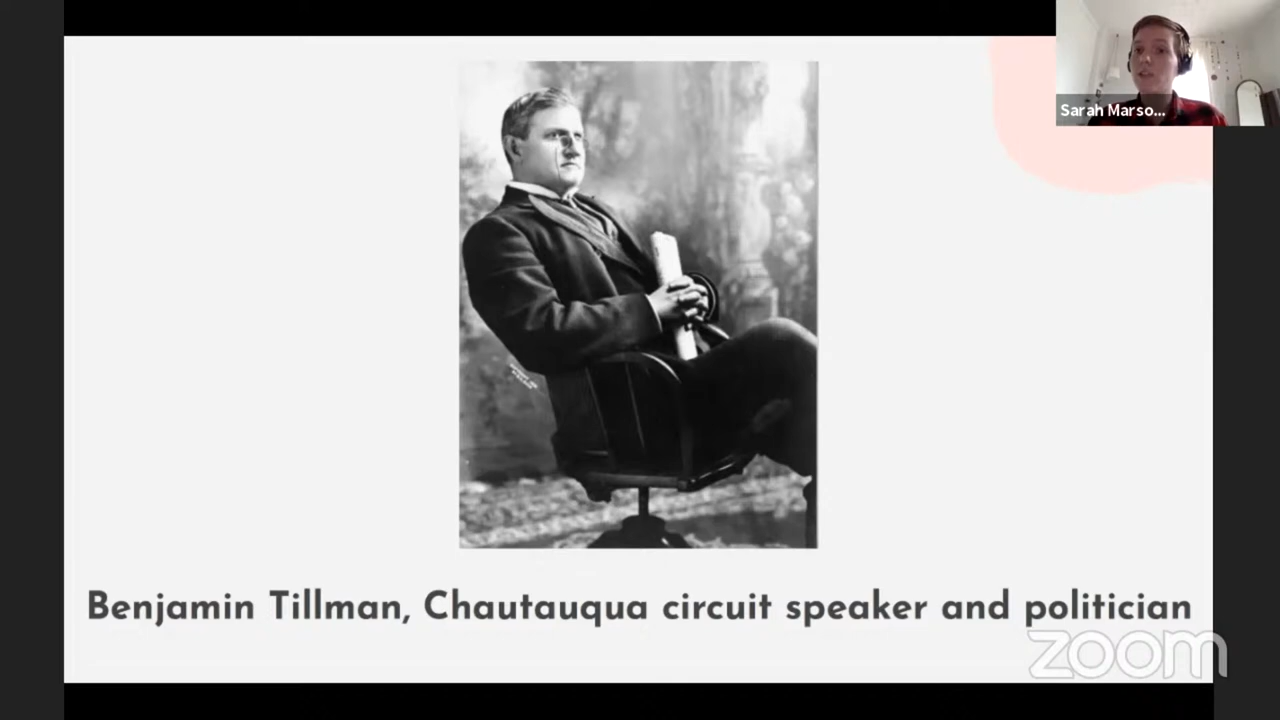 Sarah Marso...
Benjamin Tillman, Chautauqua circuit speaker and politician
zoom